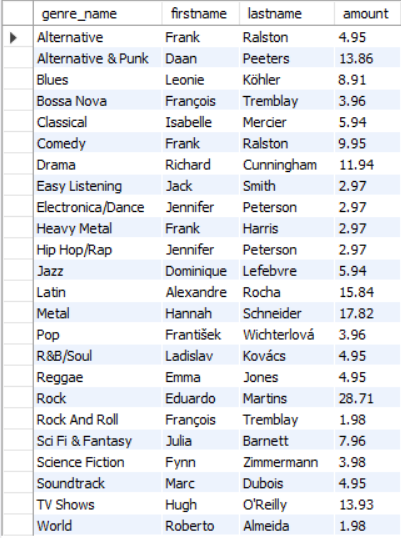 genre_name firstname lastname amount
Alternative Frank Ralston 4.95
Alternative & Punk Daan Peeters 13.86
Blues Leonie Köhler 8.91
Bossa Nova François Tremblay 3.96
Classical Isabelle Mercier 5.94
Comedy Frank Ralston 9.95
Drama Richard Cunningham 11.94
Easy Listening Jack Smith 2.97
Electronica/Dance Jennifer Peterson 2.97
Heavy Metal Frank Harris 2.97
Hip Hop/Rap Jennifer Peterson 2.97
Jazz Dominique Lefebvre 5.94
Latin Alexandre Rocha 15.84
Metal Hannah Schneider 17.82
Pop František Wichterlová 3.96
R&B/Soul Ladislav Kovács 4.95
Reggae Emma Jones 4.95
Rock Eduardo Martins 28.71
Rock And Roll François Tremblay 1.98
Sci Fi & Fantasy Julia Barnett 7.96
Science Fiction Fynn Zimmermann 3.98
Soundtrack Marc Dubois 4.95
TV Shows Hugh O'Reilly 13.93
World Roberto Almeida 1.98